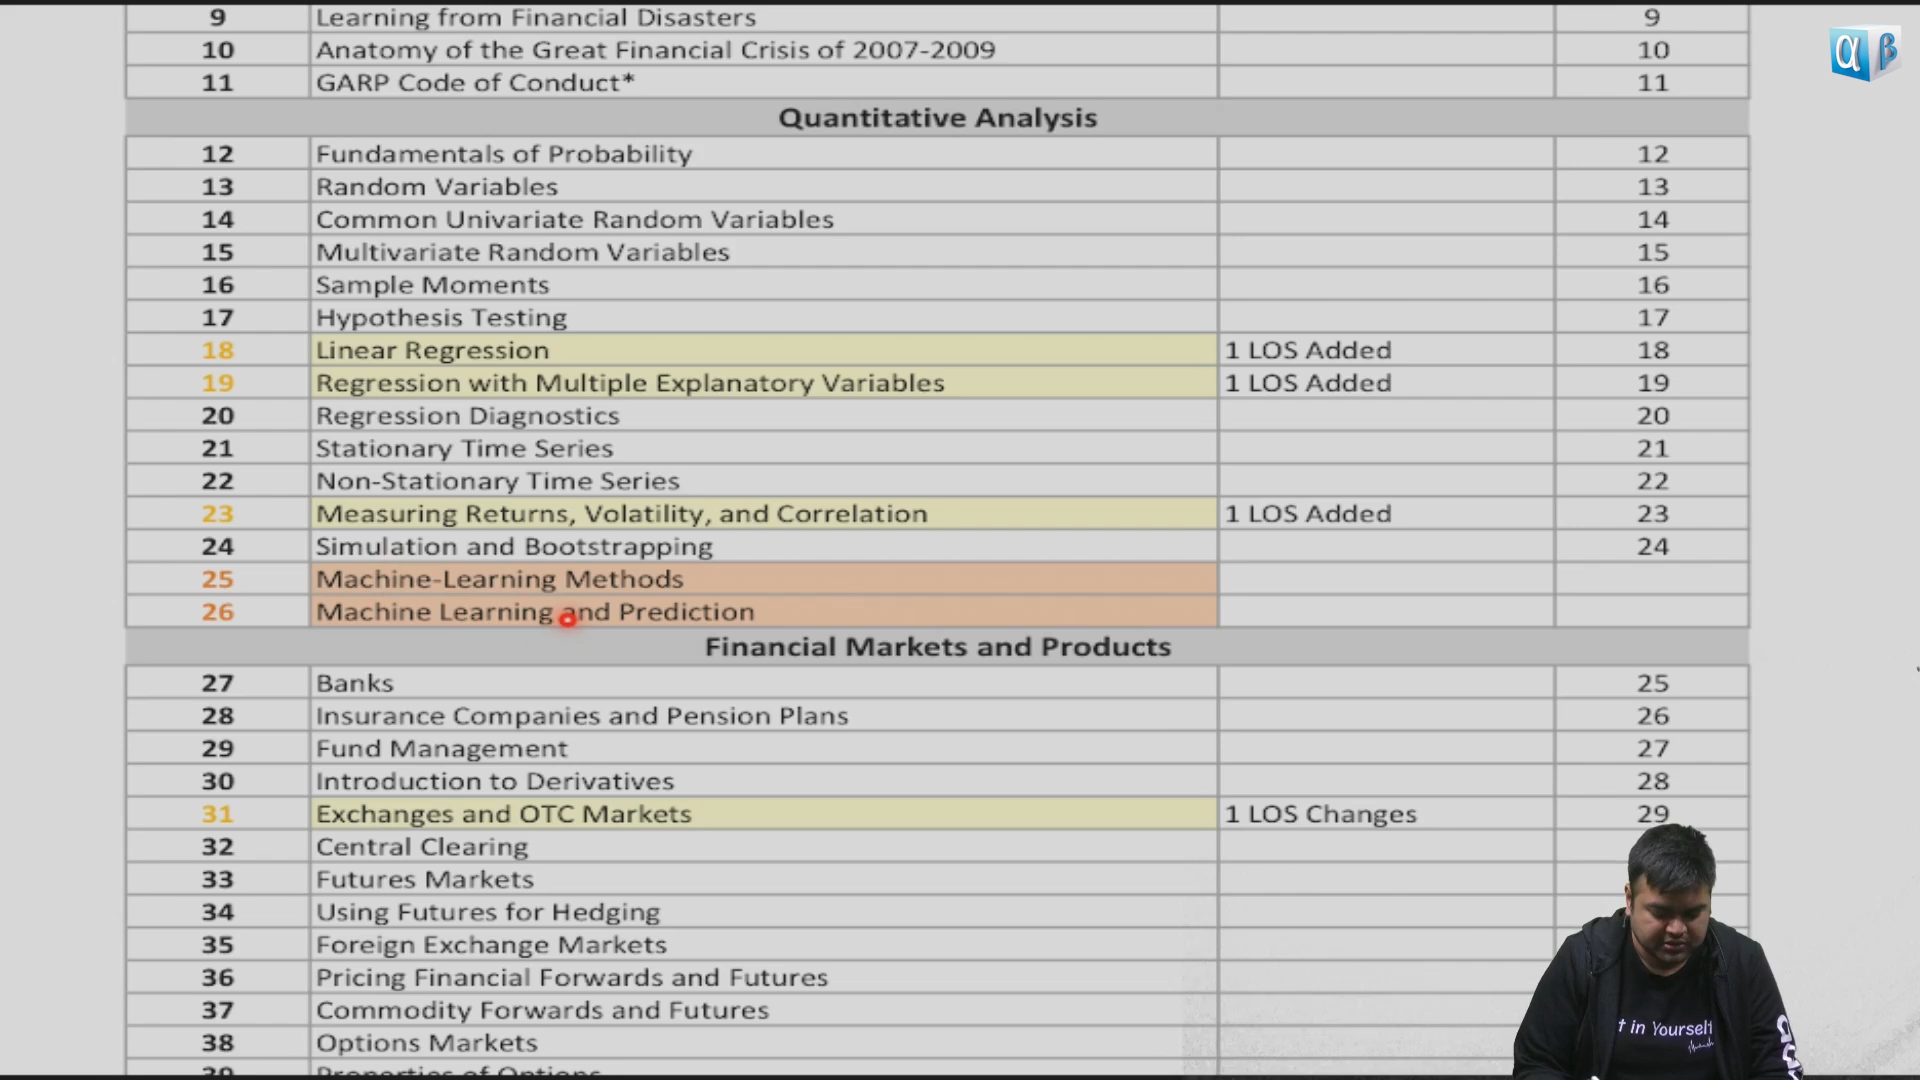 9 Learning from Financial Disasters 9
10 Anatomy of the Great Financial Crisis of 2007-2009 10
11 GARP Code of Conduct* 11
Quantitative Analysis
12 Fundamentals of Probability 12
13 Random Variables 13
14 Common Univariate Random Variables 14
15 Multivariate Random Variables 15
16 Sample Moments 16
17 Hypothesis Testing 17
18 Linear Regression 1 LOS Added 18
19 Regression with Multiple Explanatory Variables 1 LOS Added 19
20 Regression Diagnostics 20
21 Stationary Time Series 21
22 Non-Stationary Time Series 22
23 Measuring Returns, Volatility, and Correlation 1 LOS Added 23
24 Simulation and Bootstrapping 24
25 Machine-Learning Methods
26 Machine Learning and Prediction
Financial Markets and Products
27 Banks 25
28 Insurance Companies and Pension Plans 26
29 Fund Management 27
30 Introduction to Derivatives 28
31 Exchanges and OTC Markets 1 LOS Changes 29
32 Central Clearing
33 Futures Markets
34 Using Futures for Hedging
35 Foreign Exchange Markets
36 Pricing Financial Forwards and Futures
37 Commodity Forwards and Futures
38 Options Markets
39 Properties of Options
α β
t in Yourself